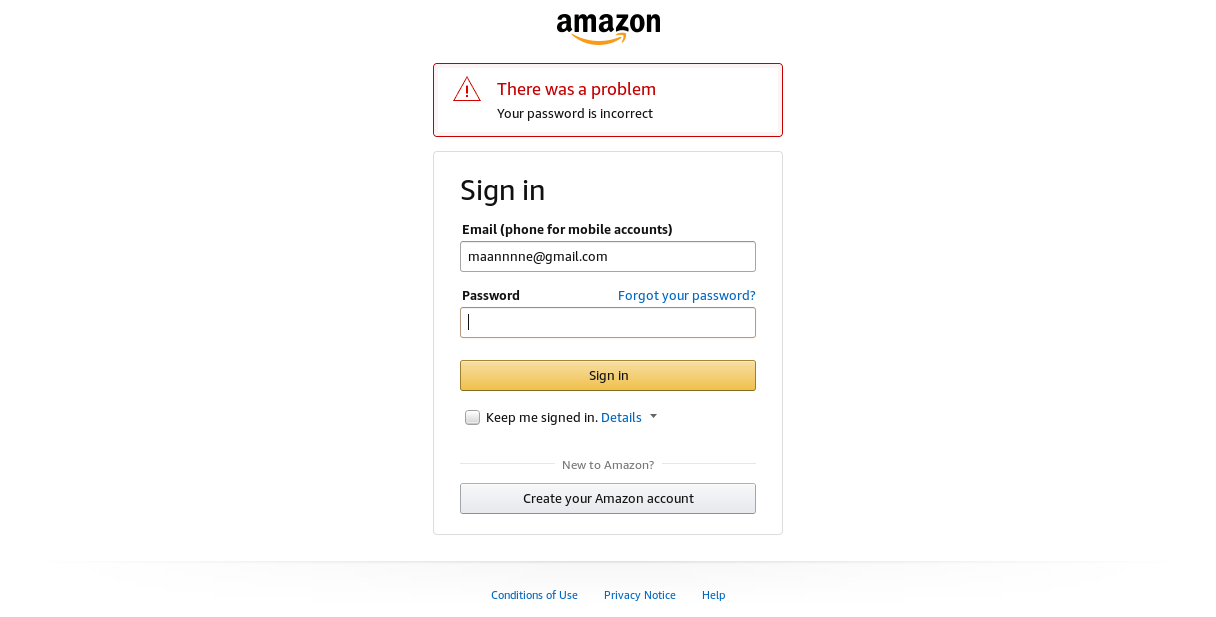 amazon
There was a problem
Your password is incorrect
Sign in
Email (phone for mobile accounts)
maannnne@gmail.com
Password Forgot your password?
Sign in
Keep me signed in. Details
New to Amazon?
Create your Amazon account
Conditions of Use Privacy Notice Help